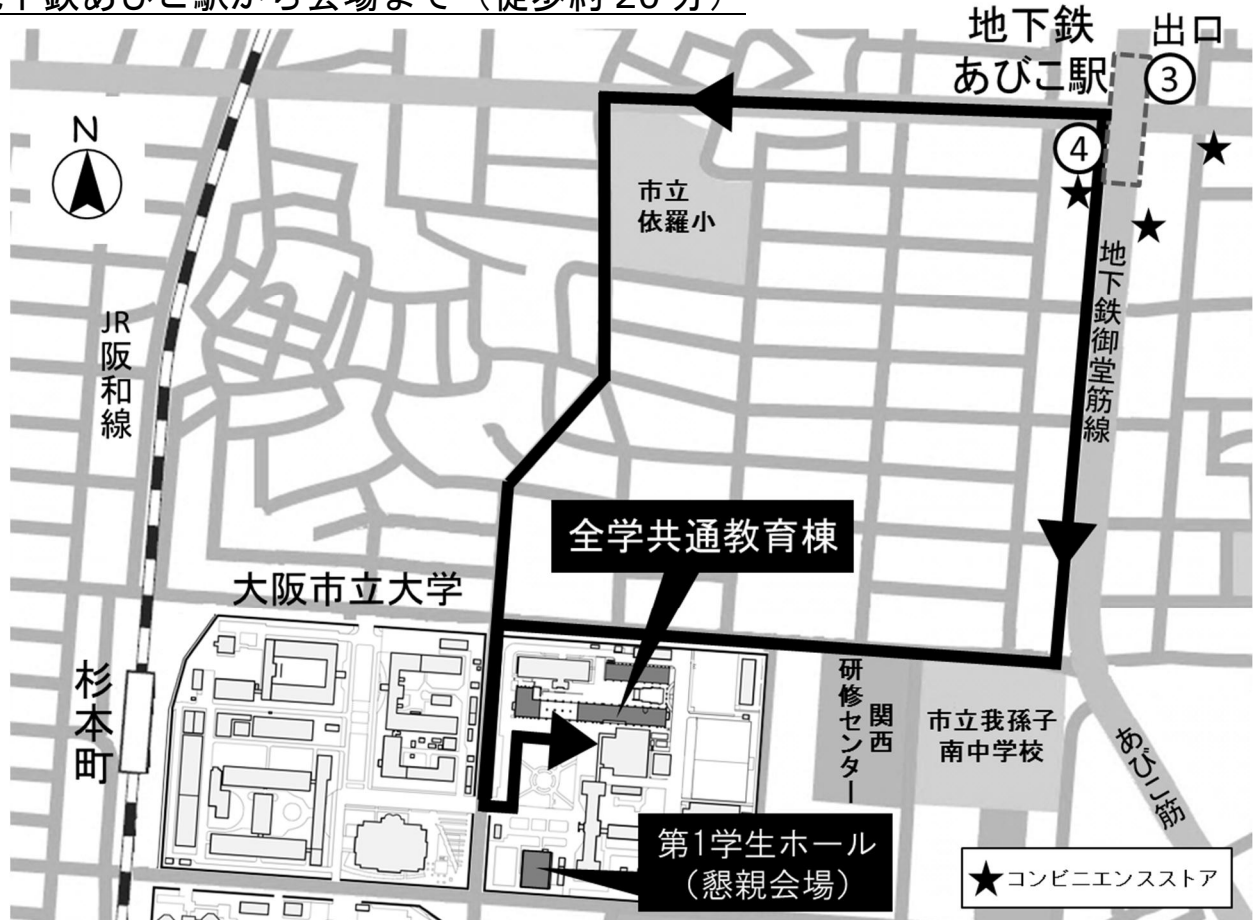 下鉄あびこ駅から会場まで（徒歩約20分）
地下鉄
あびこ駅
出口
③
④
N
市立
依羅小
JR
阪和線
地下鉄御堂筋線
全学共通教育棟
大阪市立大学
杉本町
関西
研修センター
市立我孫子
南中学校
あびこ筋
第1学生ホール
（懇親会場）
★コンビニエンスストア